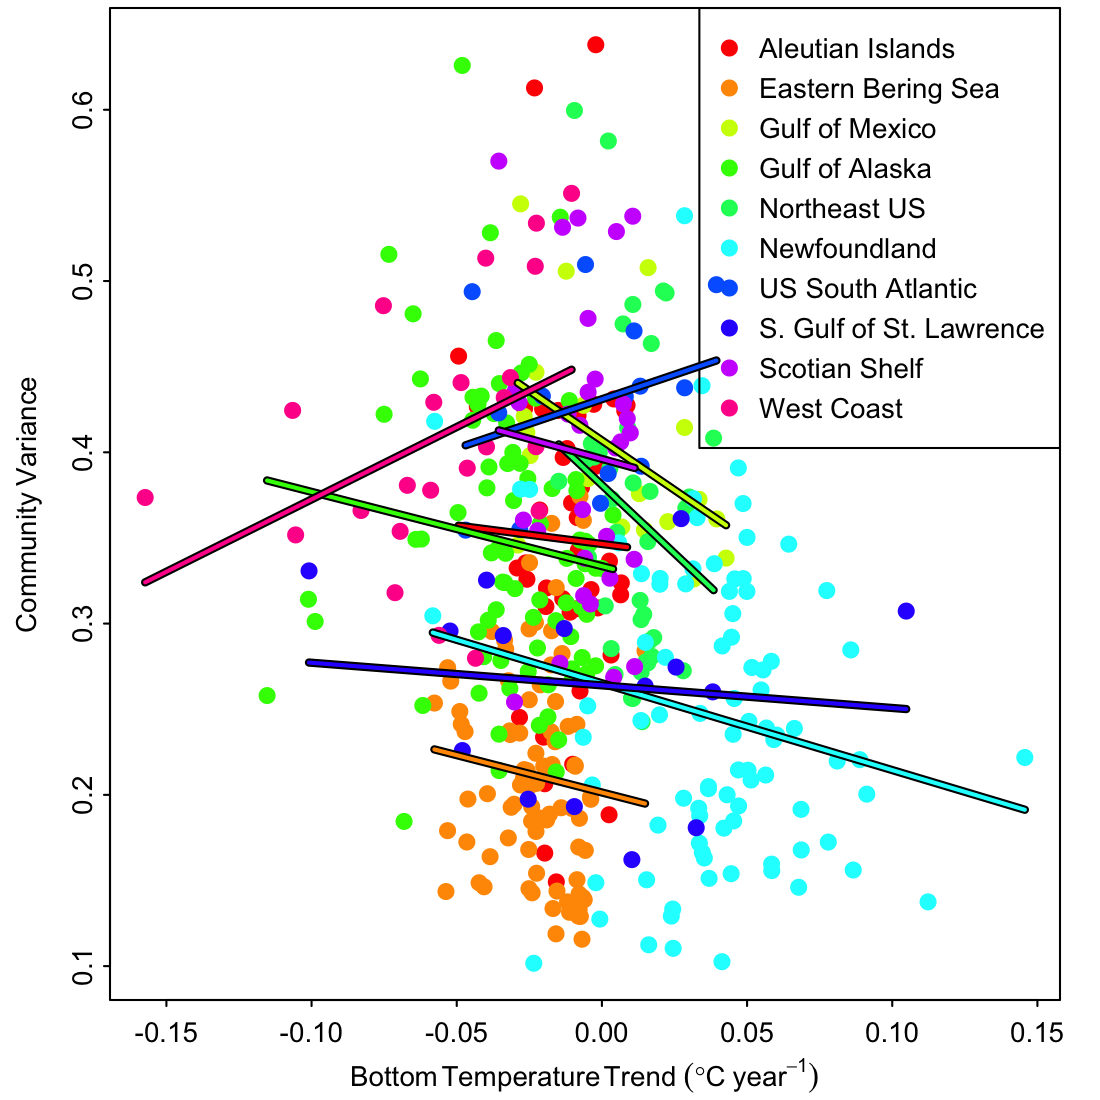 Aleutian Islands
Eastern Bering Sea
Gulf of Mexico
Gulf of Alaska
Northeast US
Newfoundland
US South Atlantic
S. Gulf of St. Lawrence
Scotian Shelf
West Coast
Community Variance
0.6
0.5
0.4
0.3
0.2
0.1
-0.15 -0.10 -0.05 0.00 0.05 0.10 0.15
Bottom Temperature Trend (°C year⁻¹)